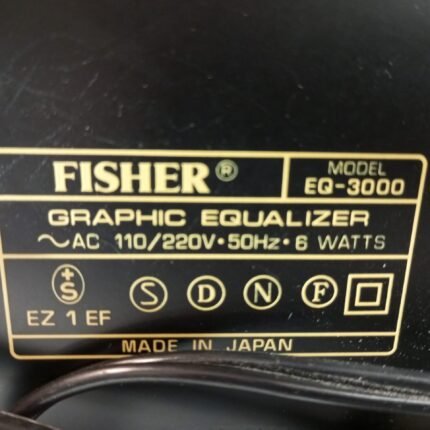 FISHER®
MODEL
EQ-3000
GRAPHIC EQUALIZER
~AC 110/220V•50Hz•6 WATTS
+S S D N F
EZ 1 EF
MADE IN JAPAN